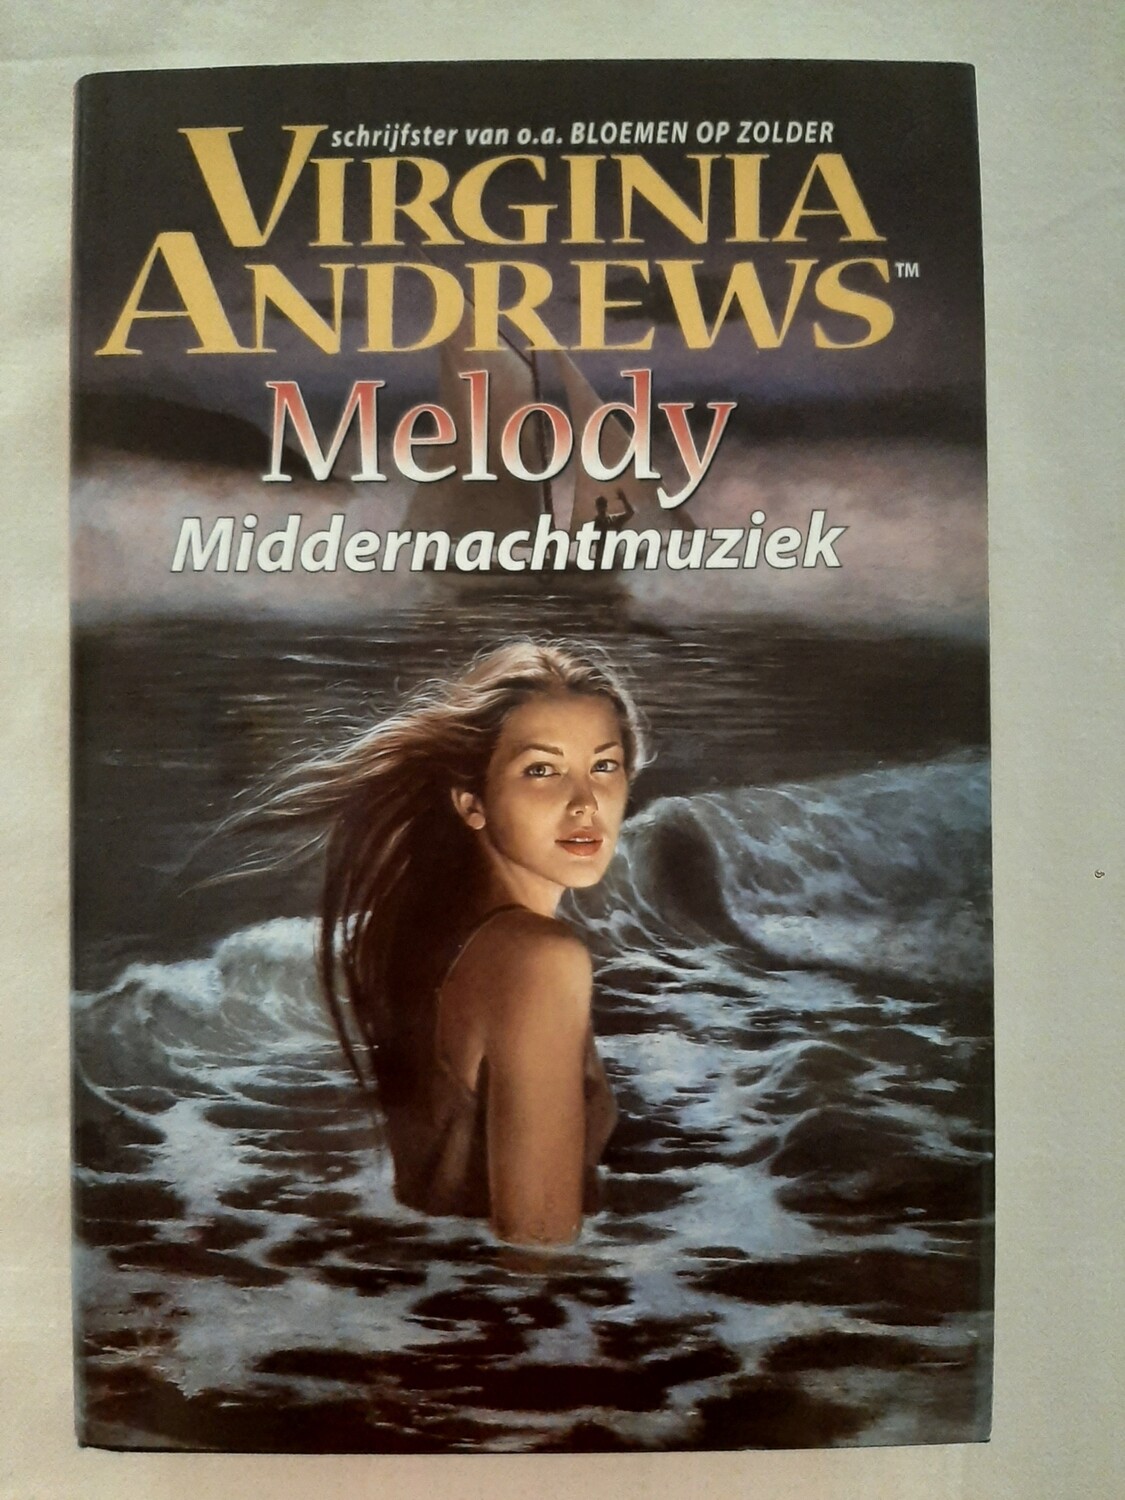 schrijfster van o.a. BLOEMEN OP ZOLDER
VIRGINIA
ANDREWS™
Melody
Middernachtmuziek